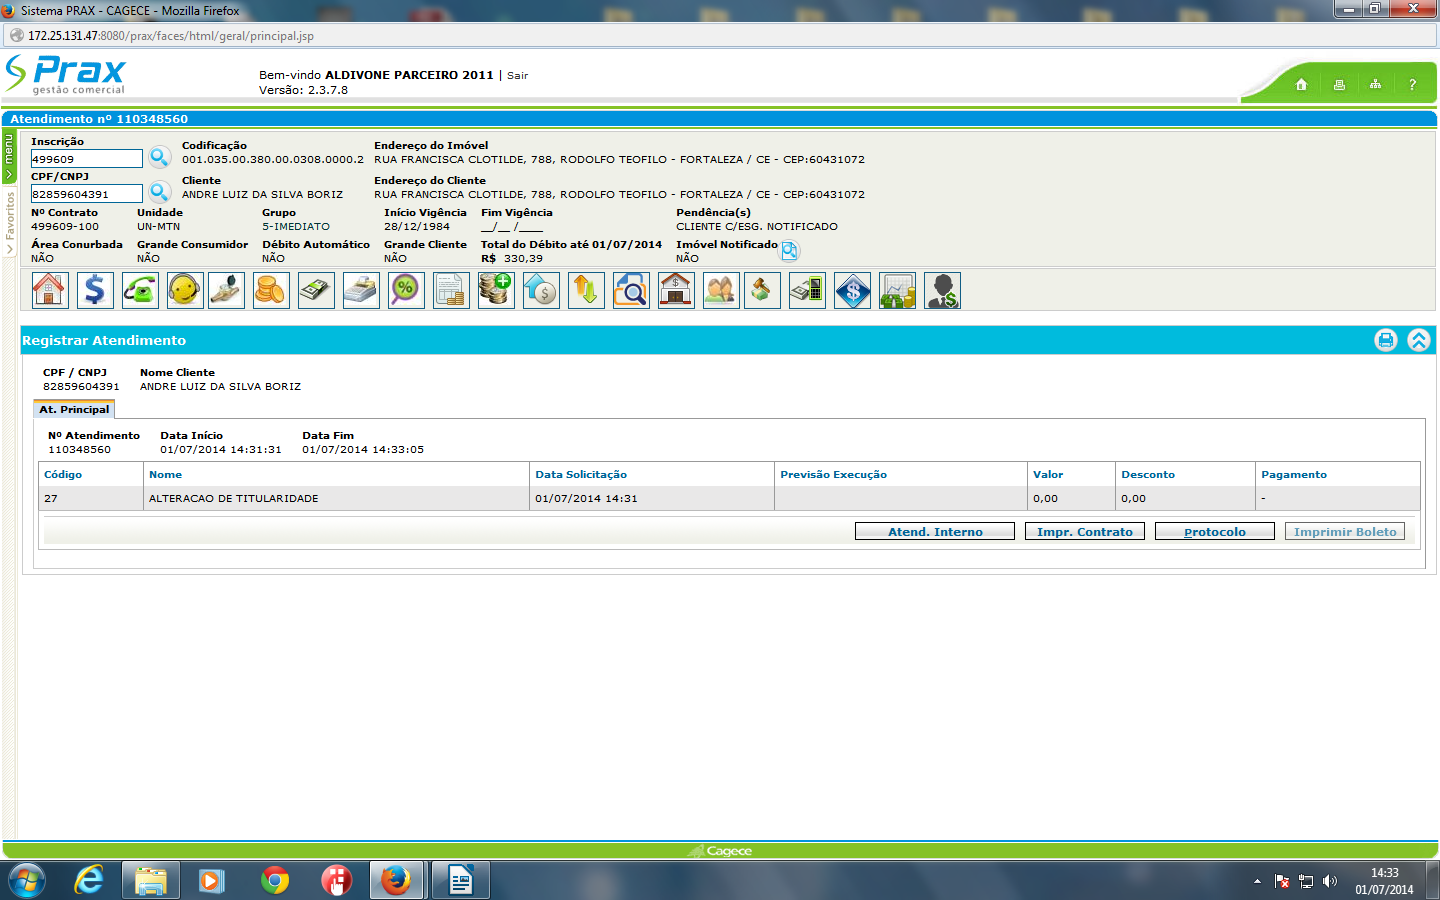 Sistema PRAX - CAGECE - Mozilla Firefox
172.25.131.47:8080/prax/faces/html/geral/principal.jsp
Prax
gestão comercial
Bem-vindo ALDIVONE PARCEIRO 2011 | Sair
Versão: 2.3.7.8
?
Atendimento nº 110348560
menu
Favoritos
Inscrição Codificação Endereço do Imóvel
499609 001.035.00.380.00.0308.0000.2 RUA FRANCISCA CLOTILDE, 788, RODOLFO TEOFILO - FORTALEZA / CE - CEP:60431072
CPF/CNPJ Cliente Endereço do Cliente
82859604391 ANDRE LUIZ DA SILVA BORIZ RUA FRANCISCA CLOTILDE, 788, RODOLFO TEOFILO - FORTALEZA / CE - CEP:60431072
Nº Contrato Unidade Grupo Início Vigência Fim Vigência Pendência(s)
499609-100 UN-MTN 5-IMEDIATO 28/12/1984 __/__ /____ CLIENTE C/ESG. NOTIFICADO
Área Conurbada Grande Consumidor Débito Automático Grande Cliente Total do Débito até 01/07/2014 Imóvel Notificado
NÃO NÃO NÃO NÃO R$ 330,39 NÃO
Registrar Atendimento
CPF / CNPJ Nome Cliente
82859604391 ANDRE LUIZ DA SILVA BORIZ
At. Principal
Nº Atendimento Data Início Data Fim
110348560 01/07/2014 14:31:31 01/07/2014 14:33:05
Código Nome Data Solicitação Previsão Execução Valor Desconto Pagamento
27 ALTERACAO DE TITULARIDADE 01/07/2014 14:31 0,00 0,00 -
Atend. Interno Impr. Contrato Protocolo Imprimir Boleto
Cagece
14:33
01/07/2014